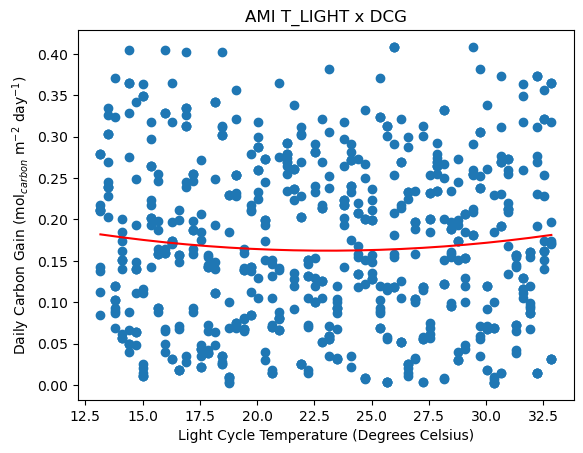 AMI T_LIGHT x DCG
Daily Carbon Gain (mol_carbon m⁻² day⁻¹)
0.40
0.35
0.30
0.25
0.20
0.15
0.10
0.05
0.00
12.5 15.0 17.5 20.0 22.5 25.0 27.5 30.0 32.5
Light Cycle Temperature (Degrees Celsius)